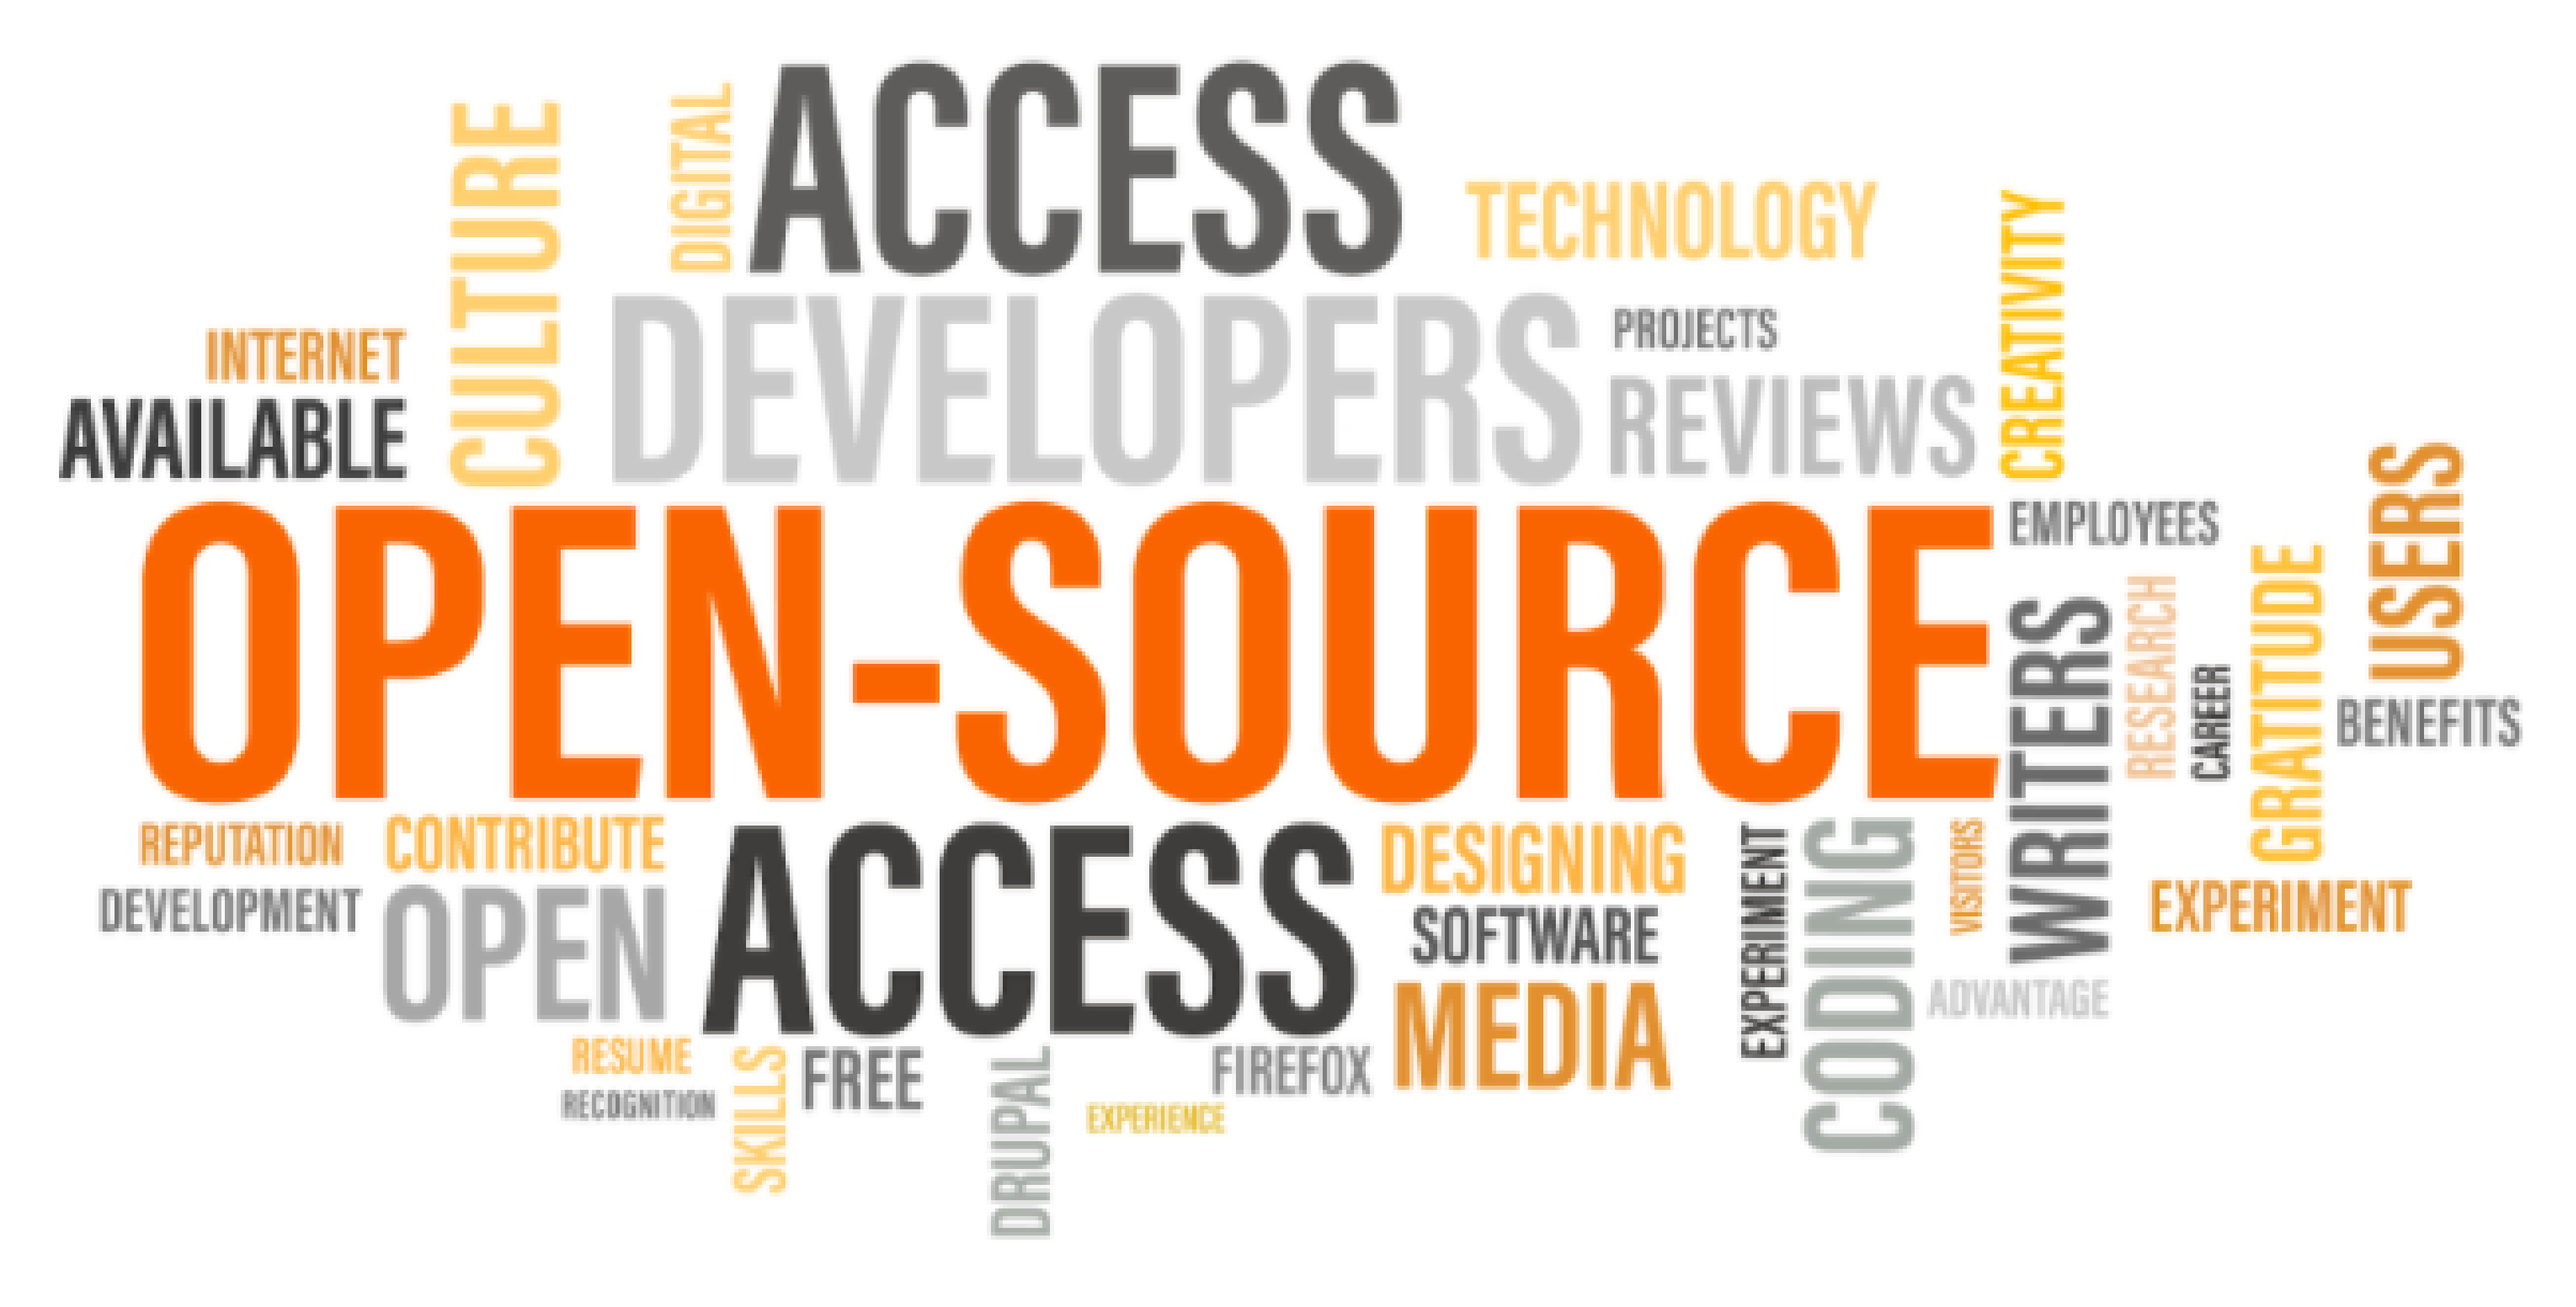 ACCESS
DIGITAL
CULTURE
TECHNOLOGY
CREATIVITY
DEVELOPERS
PROJECTS
INTERNET
REVIEWS
AVAILABLE
USERS
OPEN-SOURCE
EMPLOYEES
GRATITUDE
RESEARCH
WRITERS
CAREER
BENEFITS
REPUTATION
CONTRIBUTE
ACCESS
DESIGNING
EXPERIMENT
CODING
VISITORS
EXPERIMENT
DEVELOPMENT
OPEN
SOFTWARE
MEDIA
ADVANTAGE
RESUME
SKILLS
FREE
DRUPAL
FIREFOX
RECOGNITION
EXPERIENCE